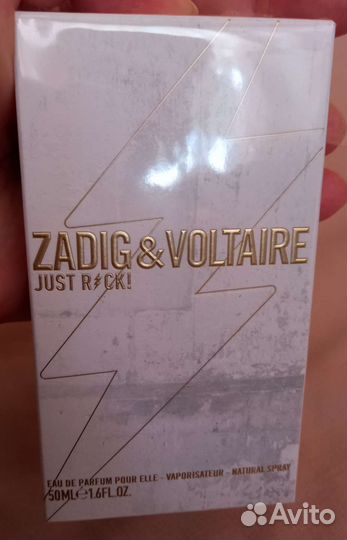 ZADIG&VOLTAIRE
JUST R⚡CK!
EAU DE PARFUM POUR ELLE - VAPORISATEUR - NATURAL SPRAY
50ML℮1.6FL.OZ.
Avito